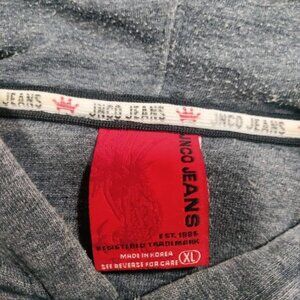 JEANS JNCO JEANS JNCO JEANS
JNCO JEANS
EST. 1985
REGISTERED TRADEMARK
MADE IN KOREA
SEE REVERSE FOR CARE XL